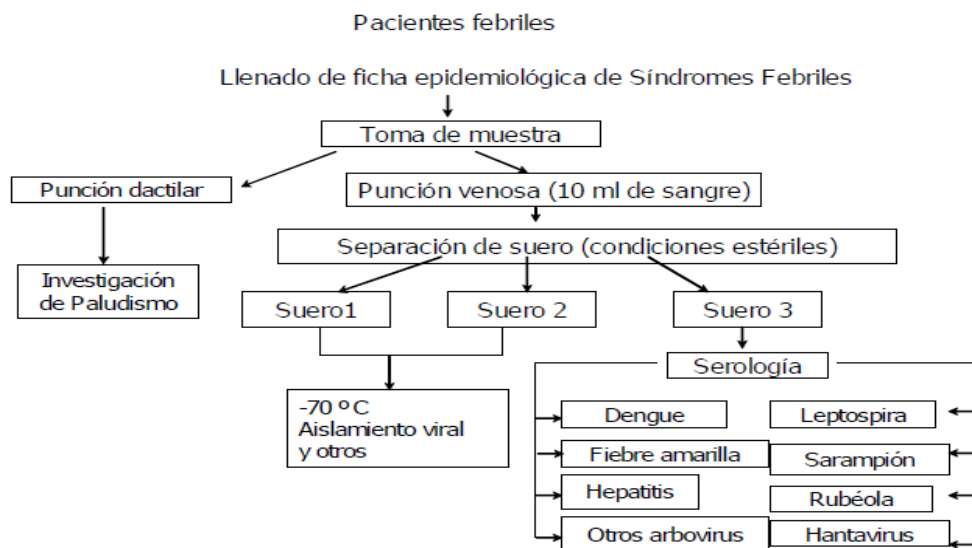 Pacientes febriles
Llenado de ficha epidemiológica de Síndromes Febriles
Toma de muestra
Punción dactilar
Punción venosa (10 ml de sangre)
Separación de suero (condiciones estériles)
Investigación
de Paludismo
Suero1
Suero 2
Suero 3
-70 º C
Aislamiento viral
y otros
Serología
Dengue
Leptospira
Fiebre amarilla
Sarampión
Hepatitis
Rubéola
Otros arbovirus
Hantavirus